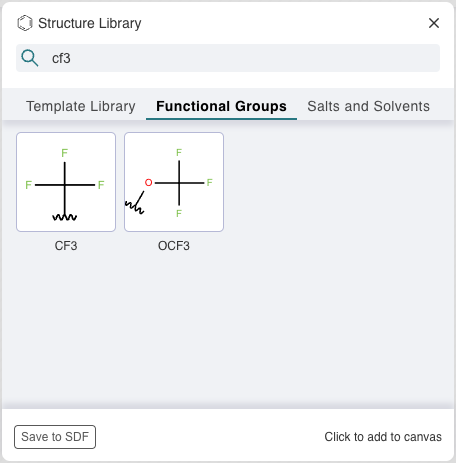 Structure Library
cf3
Template Library Functional Groups Salts and Solvents
F F
F F O F
F
CF3 OCF3
Save to SDF Click to add to canvas